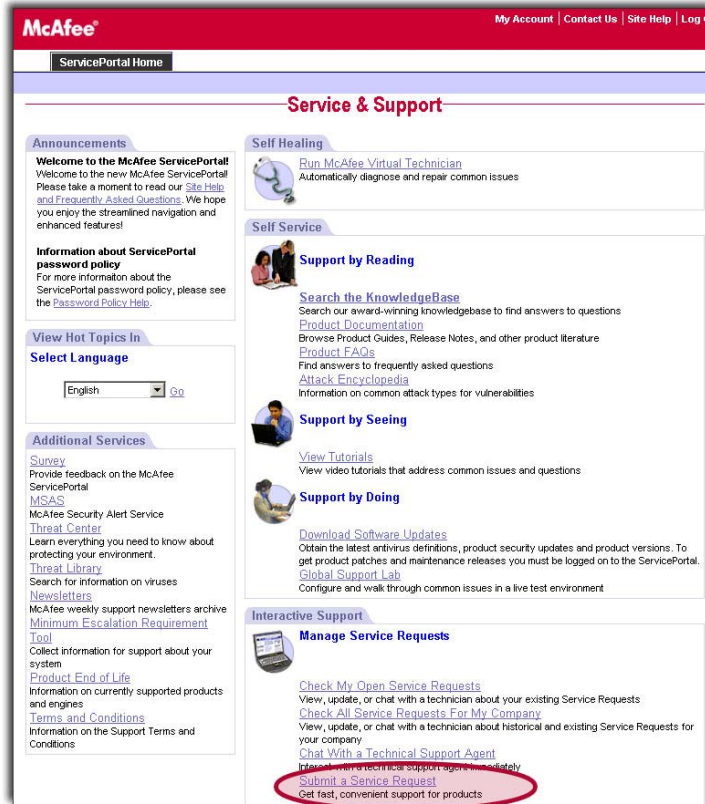 McAfee®
My Account | Contact Us | Site Help | Log
ServicePortal Home
Service & Support
Announcements
Welcome to the McAfee ServicePortal!
Welcome to the new McAfee ServicePortal!
Please take a moment to read our Site Help
and Frequently Asked Questions. We hope
you enjoy the streamlined navigation and
enhanced features!
Information about ServicePortal
password policy
For more informaiton about the
ServicePortal password policy, please see
the Password Policy Help.
View Hot Topics In
Select Language
English
Go
Additional Services
Survey
Provide feedback on the McAfee
ServicePortal
MSAS
McAfee Security Alert Service
Threat Center
Learn everything you need to know about
protecting your environment.
Threat Library
Search for information on viruses
Newsletters
McAfee weekly support newsletters archive
Minimum Escalation Requirement
Tool
Collect information for support about your
system
Product End of Life
Information on currently supported products
and engines
Terms and Conditions
Information on the Support Terms and
Conditions
Self Healing
Run McAfee Virtual Technician
Automatically diagnose and repair common issues
Self Service
Support by Reading
Search the KnowledgeBase
Search our award-winning knowledgebase to find answers to questions
Product Documentation
Browse Product Guides, Release Notes, and other product literature
Product FAQs
Find answers to frequently asked questions
Attack Encyclopedia
Information on common attack types for vulnerabilities
Support by Seeing
View Tutorials
View video tutorials that address common issues and questions
Support by Doing
Download Software Updates
Obtain the latest antivirus definitions, product security updates and product versions. To
get product patches and maintenance releases you must be logged on to the ServicePortal.
Global Support Lab
Configure and walk through common issues in a live test environment
Interactive Support
Manage Service Requests
Check My Open Service Requests
View, update, or chat with a technician about your existing Service Requests
Check All Service Requests For My Company
View, update, or chat with a technician about historical and existing Service Requests for
your company
Chat With a Technical Support Agent
Interact with a technical support agent immediately
Submit a Service Request
Get fast, convenient support for products